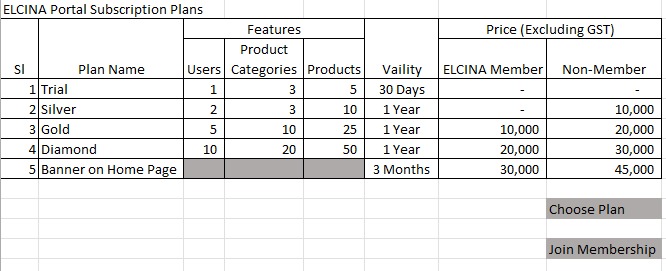 ELCINA Portal Subscription Plans
Features Price (Excluding GST)
Sl Plan Name Users Product Categories Products Vaility ELCINA Member Non-Member
1 Trial 1 3 5 30 Days - -
2 Silver 2 3 10 1 Year - 10,000
3 Gold 5 10 25 1 Year 10,000 20,000
4 Diamond 10 20 50 1 Year 20,000 30,000
5 Banner on Home Page 3 Months 30,000 45,000
Choose Plan
Join Membership